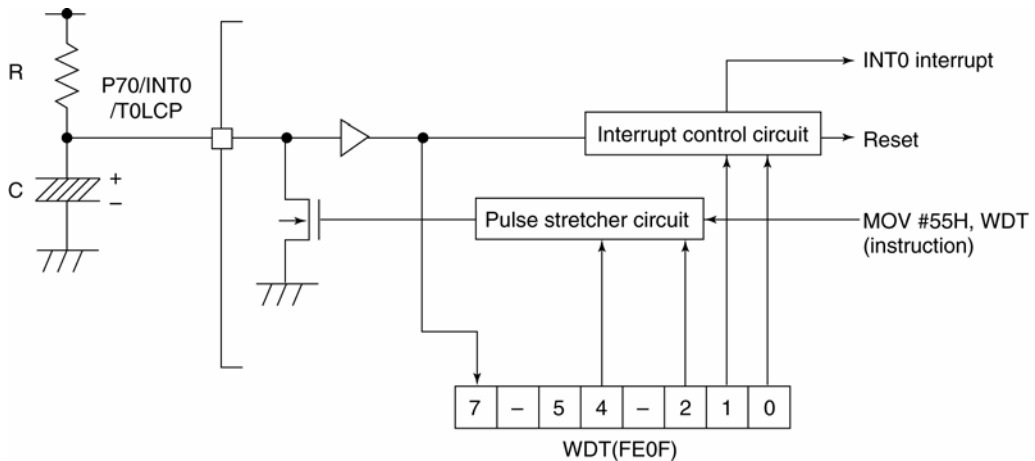 INT0 interrupt
R
P70/INT0
/T0LCP
Interrupt control circuit
Reset
C
+
–
Pulse stretcher circuit
MOV #55H, WDT
(instruction)
7 – 5 4 – 2 1 0
WDT(FE0F)